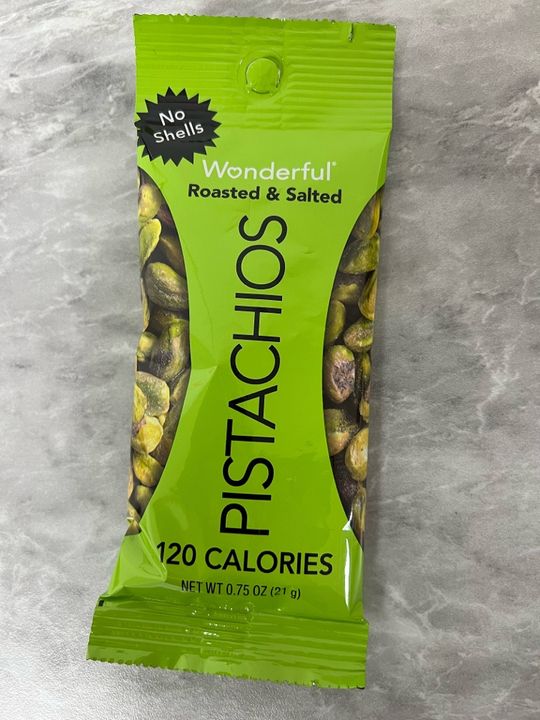 No
Shells
Wonderful®
Roasted & Salted
PISTACHIOS
120 CALORIES
NET WT 0.75 OZ (21 g)